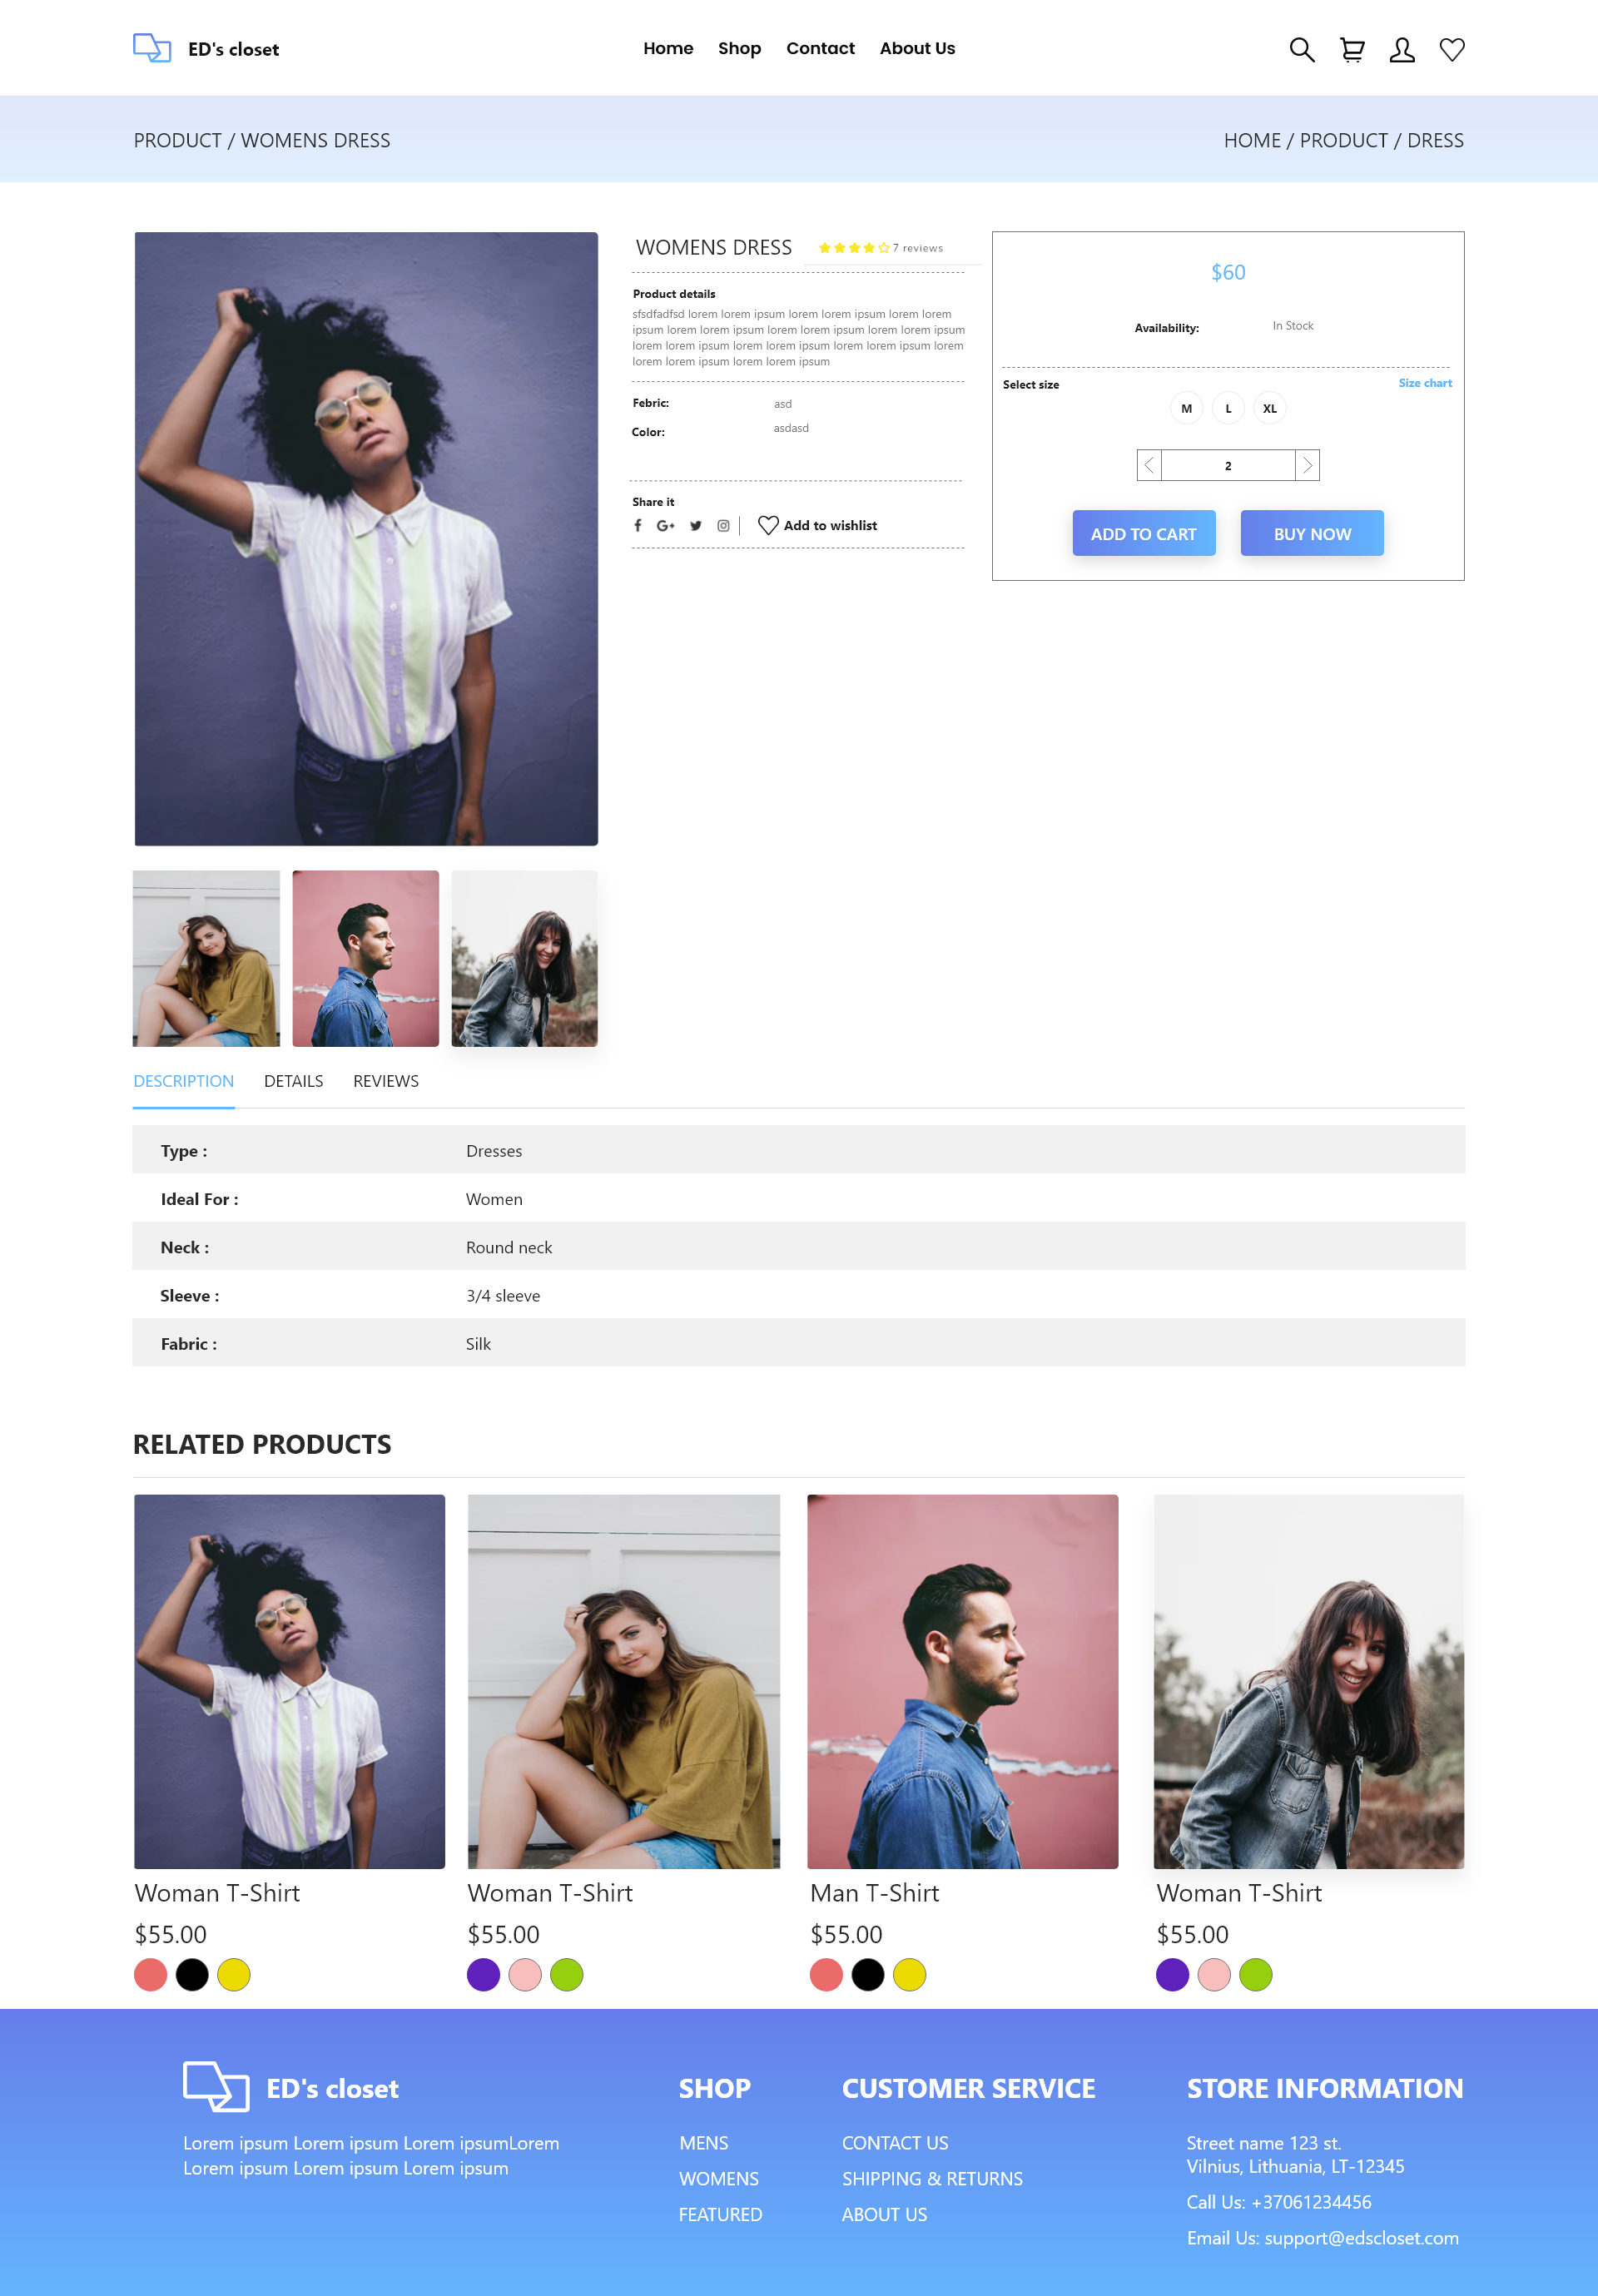 ED's closet
Home Shop Contact About Us
PRODUCT / WOMENS DRESS
HOME / PRODUCT / DRESS
WOMENS DRESS
7 reviews
Product details
sfsdfadfsd lorem lorem ipsum lorem lorem ipsum lorem lorem
ipsum lorem lorem ipsum lorem lorem ipsum lorem lorem ipsum
lorem lorem ipsum lorem lorem ipsum lorem lorem ipsum lorem
lorem lorem ipsum lorem lorem ipsum
Febric: asd
Color: asdasd
Share it
Add to wishlist
$60
Availability: In Stock
Select size
Size chart
M L XL
2
ADD TO CART BUY NOW
DESCRIPTION DETAILS REVIEWS
Type : Dresses
Ideal For : Women
Neck : Round neck
Sleeve : 3/4 sleeve
Fabric : Silk
RELATED PRODUCTS
Woman T-Shirt
$55.00
Woman T-Shirt
$55.00
Man T-Shirt
$55.00
Woman T-Shirt
$55.00
ED's closet
Lorem ipsum Lorem ipsum Lorem ipsumLorem
Lorem ipsum Lorem ipsum Lorem ipsum
SHOP
MENS
WOMENS
FEATURED
CUSTOMER SERVICE
CONTACT US
SHIPPING & RETURNS
ABOUT US
STORE INFORMATION
Street name 123 st.
Vilnius, Lithuania, LT-12345
Call Us: +37061234456
Email Us: support@edscloset.com